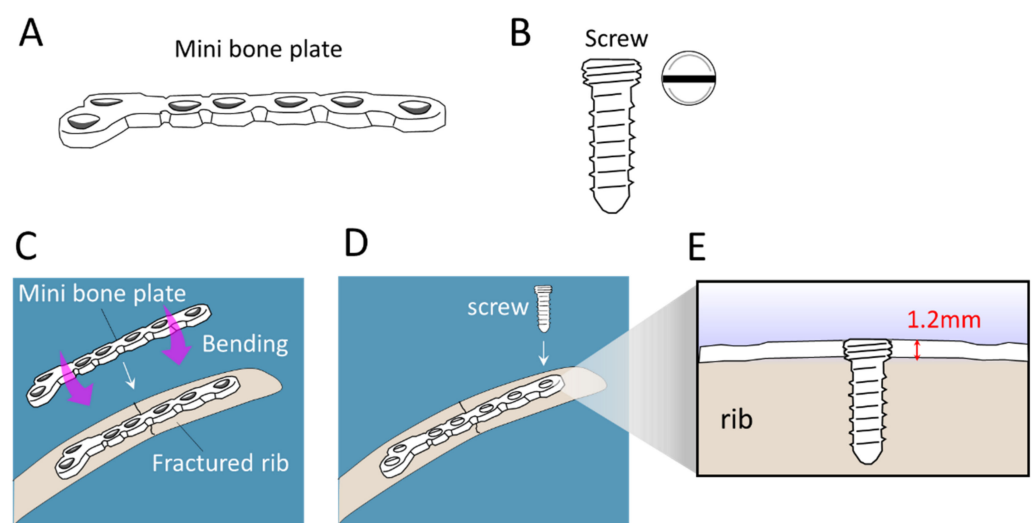 A
Mini bone plate
B
Screw
C
Mini bone plate
Bending
Fractured rib
D
screw
E
1.2mm
rib